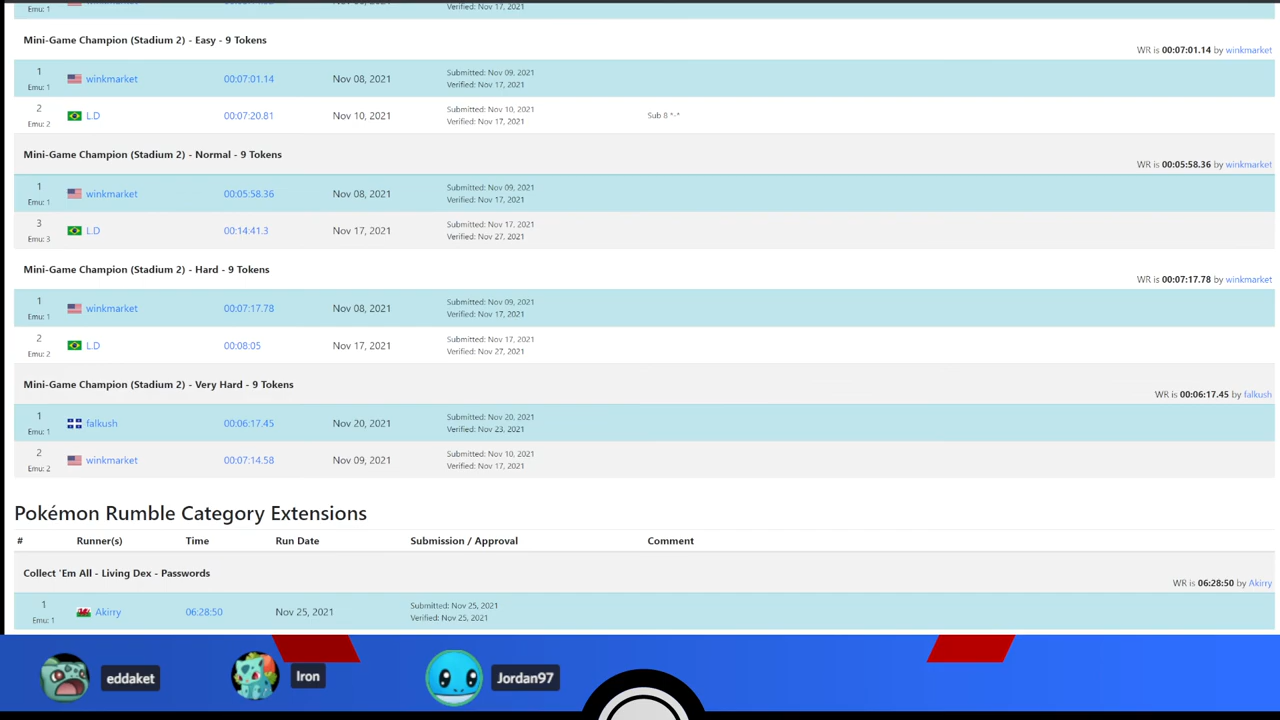 Emu: 1
Verified: Nov 17, 2021
Mini-Game Champion (Stadium 2) - Easy - 9 Tokens
WR is 00:07:01.14 by winkmarket
1 winkmarket 00:07:01.14 Nov 08, 2021 Submitted: Nov 09, 2021
Emu: 1 Verified: Nov 17, 2021
2 L.D 00:07:20.81 Nov 10, 2021 Submitted: Nov 10, 2021 Sub 8 *-*
Emu: 2 Verified: Nov 17, 2021
Mini-Game Champion (Stadium 2) - Normal - 9 Tokens
WR is 00:05:58.36 by winkmarket
1 winkmarket 00:05:58.36 Nov 08, 2021 Submitted: Nov 09, 2021
Emu: 1 Verified: Nov 17, 2021
3 L.D 00:14:41.3 Nov 17, 2021 Submitted: Nov 17, 2021
Emu: 3 Verified: Nov 27, 2021
Mini-Game Champion (Stadium 2) - Hard - 9 Tokens
WR is 00:07:17.78 by winkmarket
1 winkmarket 00:07:17.78 Nov 08, 2021 Submitted: Nov 09, 2021
Emu: 1 Verified: Nov 17, 2021
2 L.D 00:08:05 Nov 17, 2021 Submitted: Nov 17, 2021
Emu: 2 Verified: Nov 27, 2021
Mini-Game Champion (Stadium 2) - Very Hard - 9 Tokens
WR is 00:06:17.45 by falkush
1 falkush 00:06:17.45 Nov 20, 2021 Submitted: Nov 20, 2021
Emu: 1 Verified: Nov 23, 2021
2 winkmarket 00:07:14.58 Nov 09, 2021 Submitted: Nov 10, 2021
Emu: 2 Verified: Nov 17, 2021
Pokémon Rumble Category Extensions
# Runner(s) Time Run Date Submission / Approval Comment
Collect 'Em All - Living Dex - Passwords
WR is 06:28:50 by Akirry
1 Akirry 06:28:50 Nov 25, 2021 Submitted: Nov 25, 2021
Emu: 1 Verified: Nov 25, 2021
eddaket Iron Jordan97